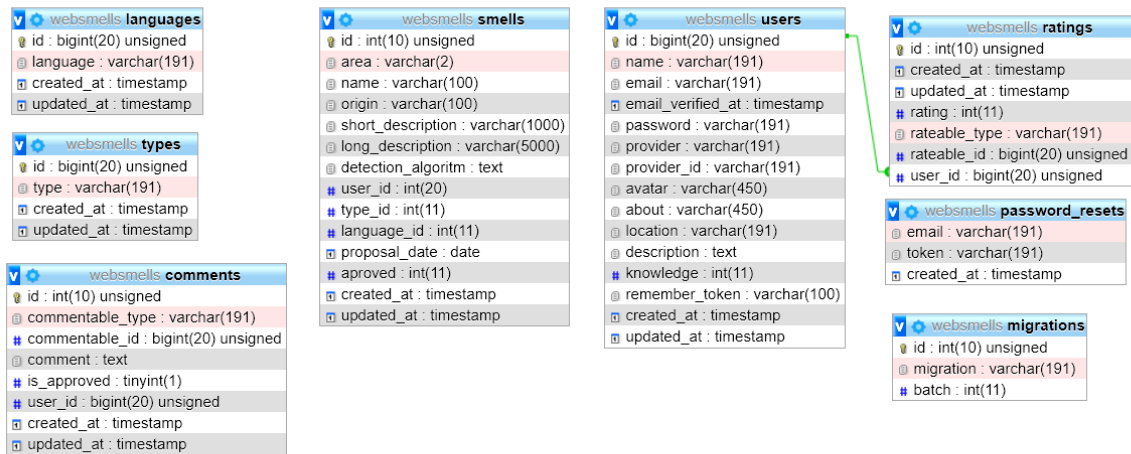 websmells languages
id : bigint(20) unsigned
language : varchar(191)
created_at : timestamp
updated_at : timestamp
websmells types
id : bigint(20) unsigned
type : varchar(191)
created_at : timestamp
updated_at : timestamp
websmells comments
id : int(10) unsigned
commentable_type : varchar(191)
commentable_id : bigint(20) unsigned
comment : text
is_approved : tinyint(1)
user_id : bigint(20) unsigned
created_at : timestamp
updated_at : timestamp
websmells smells
id : int(10) unsigned
area : varchar(2)
name : varchar(100)
origin : varchar(100)
short_description : varchar(1000)
long_description : varchar(5000)
detection_algoritm : text
user_id : int(20)
type_id : int(11)
language_id : int(11)
proposal_date : date
aproved : int(11)
created_at : timestamp
updated_at : timestamp
websmells users
id : bigint(20) unsigned
name : varchar(191)
email : varchar(191)
email_verified_at : timestamp
password : varchar(191)
provider : varchar(191)
provider_id : varchar(191)
avatar : varchar(450)
about : varchar(450)
location : varchar(191)
description : text
knowledge : int(11)
remember_token : varchar(100)
created_at : timestamp
updated_at : timestamp
websmells ratings
id : int(10) unsigned
created_at : timestamp
updated_at : timestamp
rating : int(11)
rateable_type : varchar(191)
rateable_id : bigint(20) unsigned
user_id : bigint(20) unsigned
websmells password_resets
email : varchar(191)
token : varchar(191)
created_at : timestamp
websmells migrations
id : int(10) unsigned
migration : varchar(191)
batch : int(11)